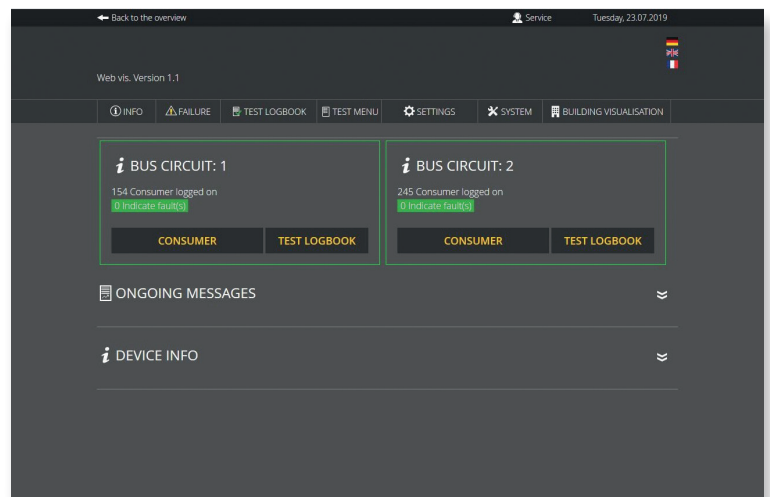 Back to the overview Service Tuesday, 23.07.2019
Web vis. Version 1.1
INFO FAILURE TEST LOGBOOK TEST MENU SETTINGS SYSTEM BUILDING VISUALISATION
BUS CIRCUIT: 1
154 Consumer logged on
0 Indicate fault(s)
CONSUMER TEST LOGBOOK
BUS CIRCUIT: 2
245 Consumer logged on
0 Indicate fault(s)
CONSUMER TEST LOGBOOK
ONGOING MESSAGES
DEVICE INFO